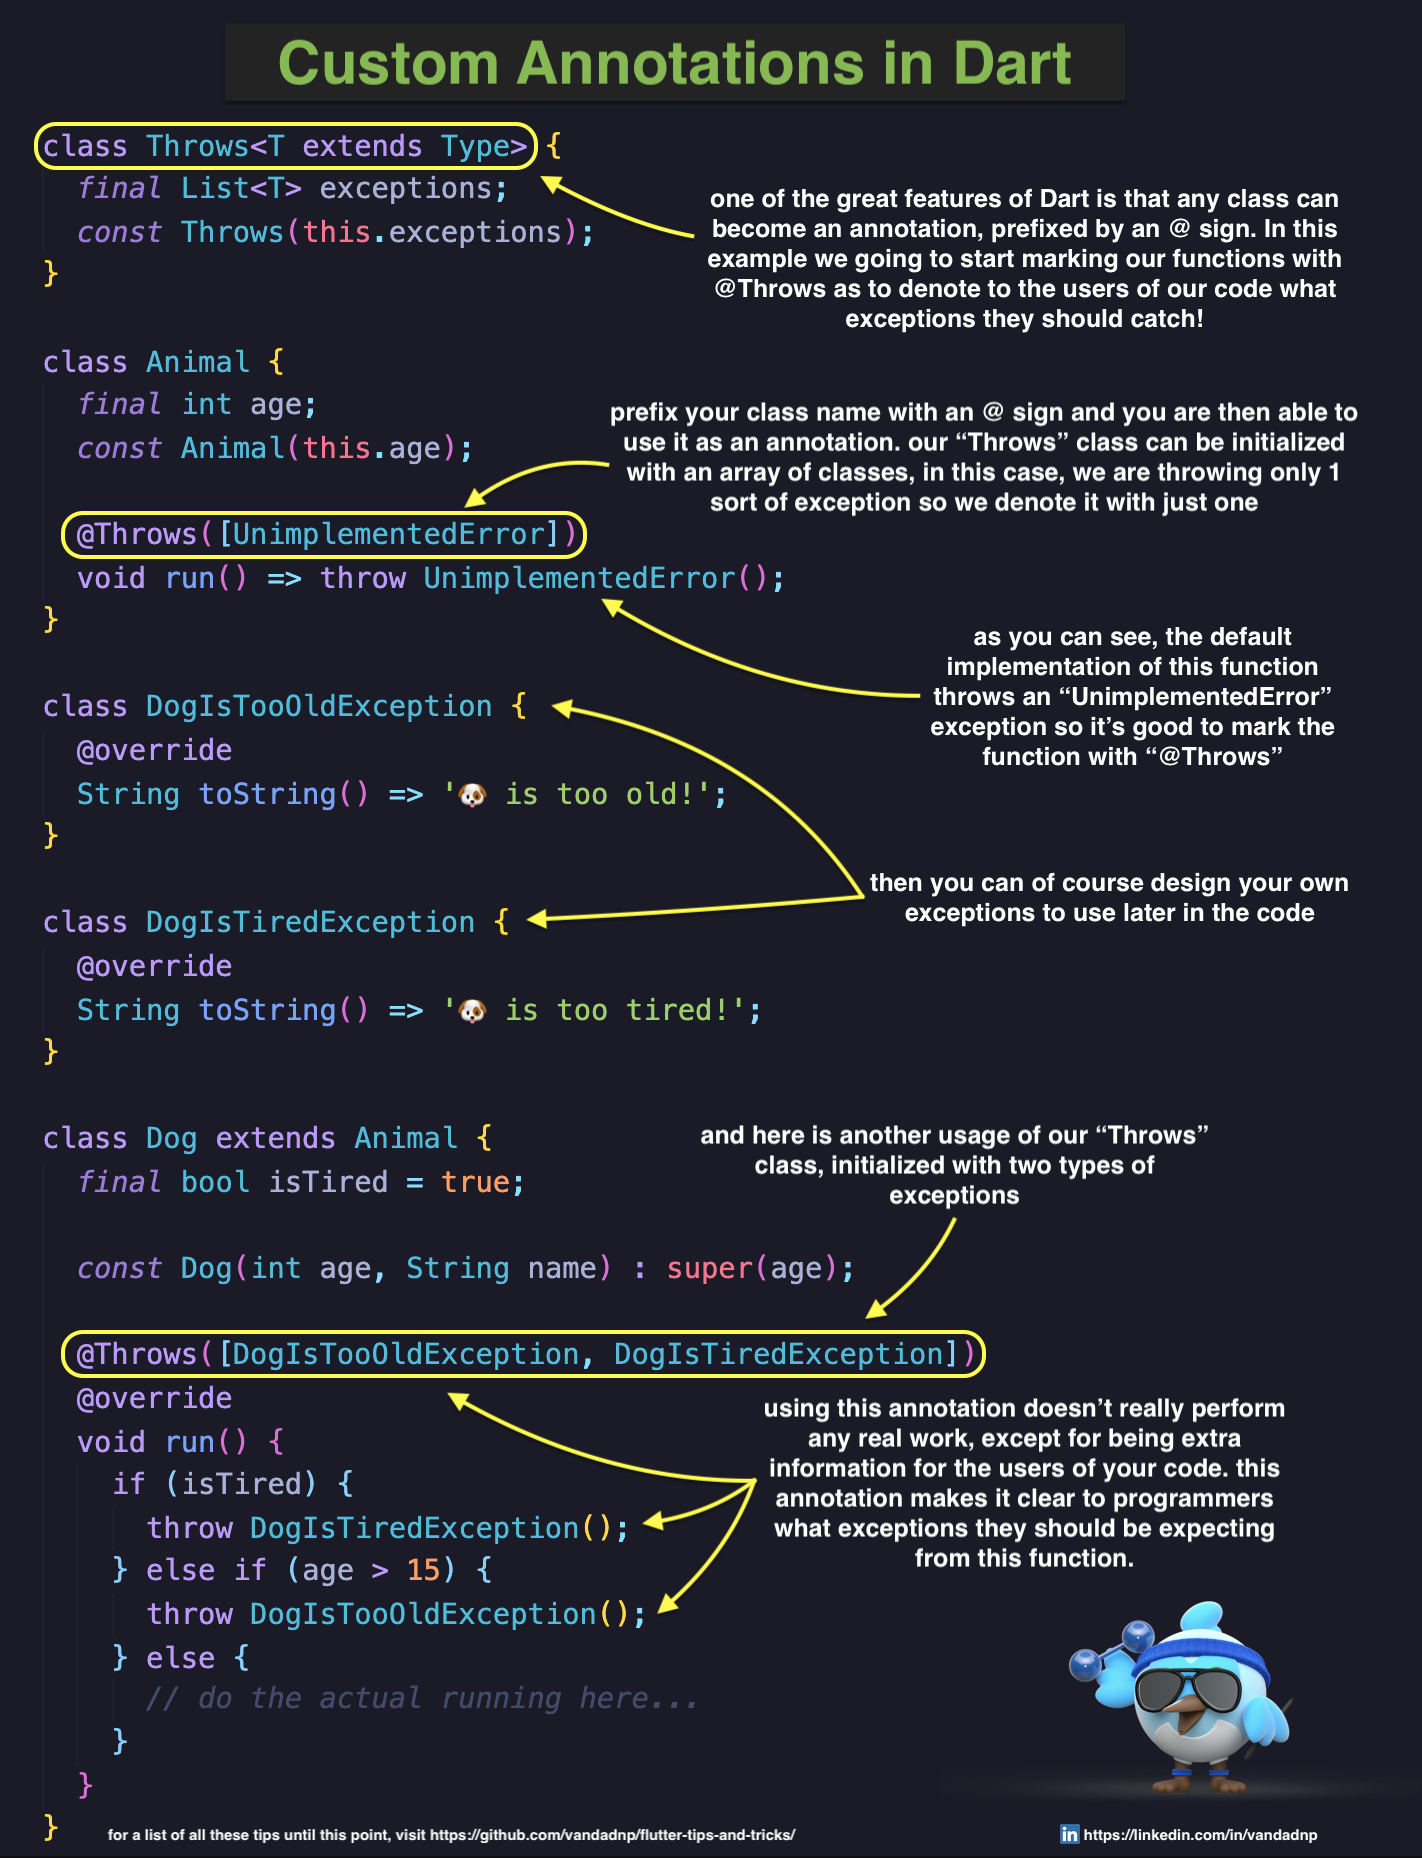 Custom Annotations in Dart
class Throws<T extends Type> {
  final List<T> exceptions;
  const Throws(this.exceptions);
}
one of the great features of Dart is that any class can
become an annotation, prefixed by an @ sign. In this
example we going to start marking our functions with
@Throws as to denote to the users of our code what
exceptions they should catch!
class Animal {
  final int age;
  const Animal(this.age);
prefix your class name with an @ sign and you are then able to
use it as an annotation. our “Throws” class can be initialized
with an array of classes, in this case, we are throwing only 1
sort of exception so we denote it with just one
  @Throws([UnimplementedError])
  void run() => throw UnimplementedError();
}
as you can see, the default
implementation of this function
throws an “UnimplementedError”
exception so it’s good to mark the
function with “@Throws”
class DogIsTooOldException {
  @override
  String toString() => '🐶 is too old!';
}
then you can of course design your own
exceptions to use later in the code
class DogIsTiredException {
  @override
  String toString() => '🐶 is too tired!';
}
class Dog extends Animal {
  final bool isTired = true;
and here is another usage of our “Throws”
class, initialized with two types of
exceptions
  const Dog(int age, String name) : super(age);
  @Throws([DogIsTooOldException, DogIsTiredException])
  @override
  void run() {
    if (isTired) {
      throw DogIsTiredException();
    } else if (age > 15) {
      throw DogIsTooOldException();
    } else {
      // do the actual running here...
    }
  }
}
using this annotation doesn’t really perform
any real work, except for being extra
information for the users of your code. this
annotation makes it clear to programmers
what exceptions they should be expecting
from this function.
for a list of all these tips until this point, visit https://github.com/vandadnp/flutter-tips-and-tricks/
in https://linkedin.com/in/vandadnp